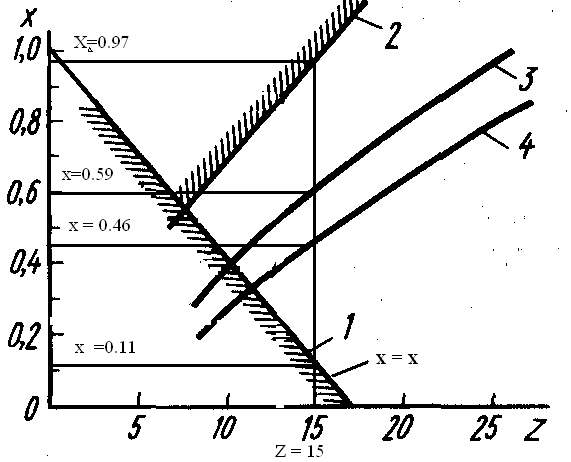 x
1,0
X=0.97
2
3
0,8
4
x=0.59
0,6
x = 0.46
0,4
1
0,2
x =0.11
x = x
0
5
10
15
20
25
Z
Z = 15